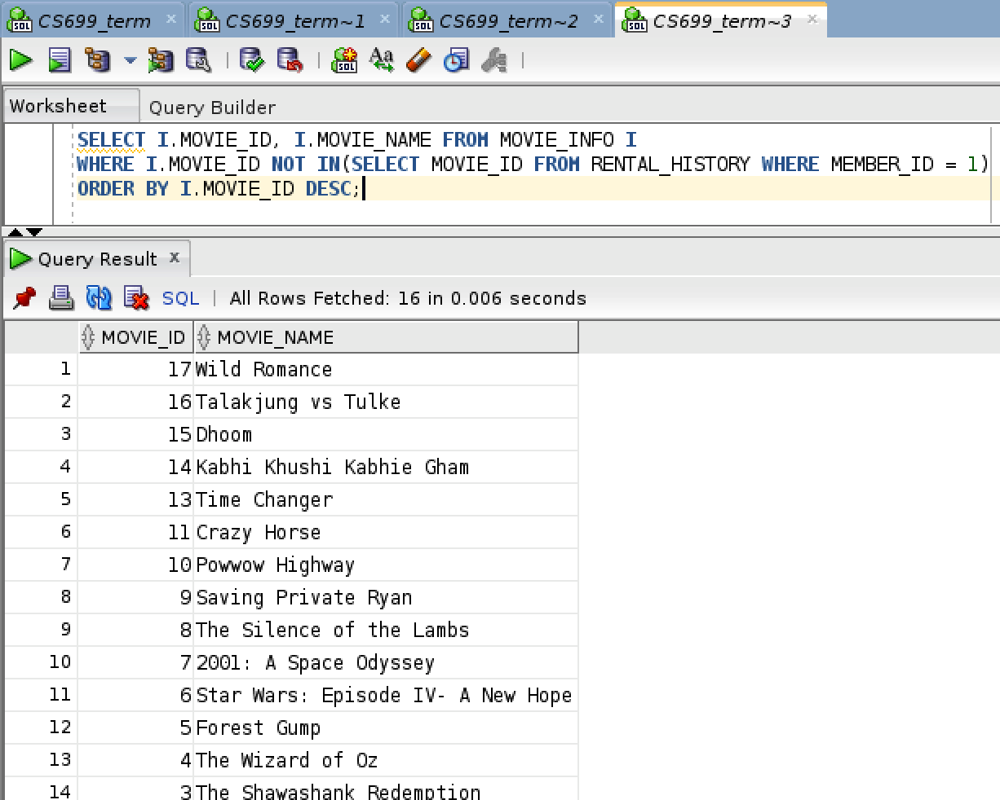 CS699_term
CS699_term~1
CS699_term~2
CS699_term~3
Worksheet
Query Builder
SELECT I.MOVIE_ID, I.MOVIE_NAME FROM MOVIE_INFO I
WHERE I.MOVIE_ID NOT IN(SELECT MOVIE_ID FROM RENTAL_HISTORY WHERE MEMBER_ID = 1)
ORDER BY I.MOVIE_ID DESC;
Query Result
SQL | All Rows Fetched: 16 in 0.006 seconds
MOVIE_ID MOVIE_NAME
1 17 Wild Romance
2 16 Talakjung vs Tulke
3 15 Dhoom
4 14 Kabhi Khushi Kabhie Gham
5 13 Time Changer
6 11 Crazy Horse
7 10 Powwow Highway
8 9 Saving Private Ryan
9 8 The Silence of the Lambs
10 7 2001: A Space Odyssey
11 6 Star Wars: Episode IV- A New Hope
12 5 Forest Gump
13 4 The Wizard of Oz
14 3 The Shawashank Redemption